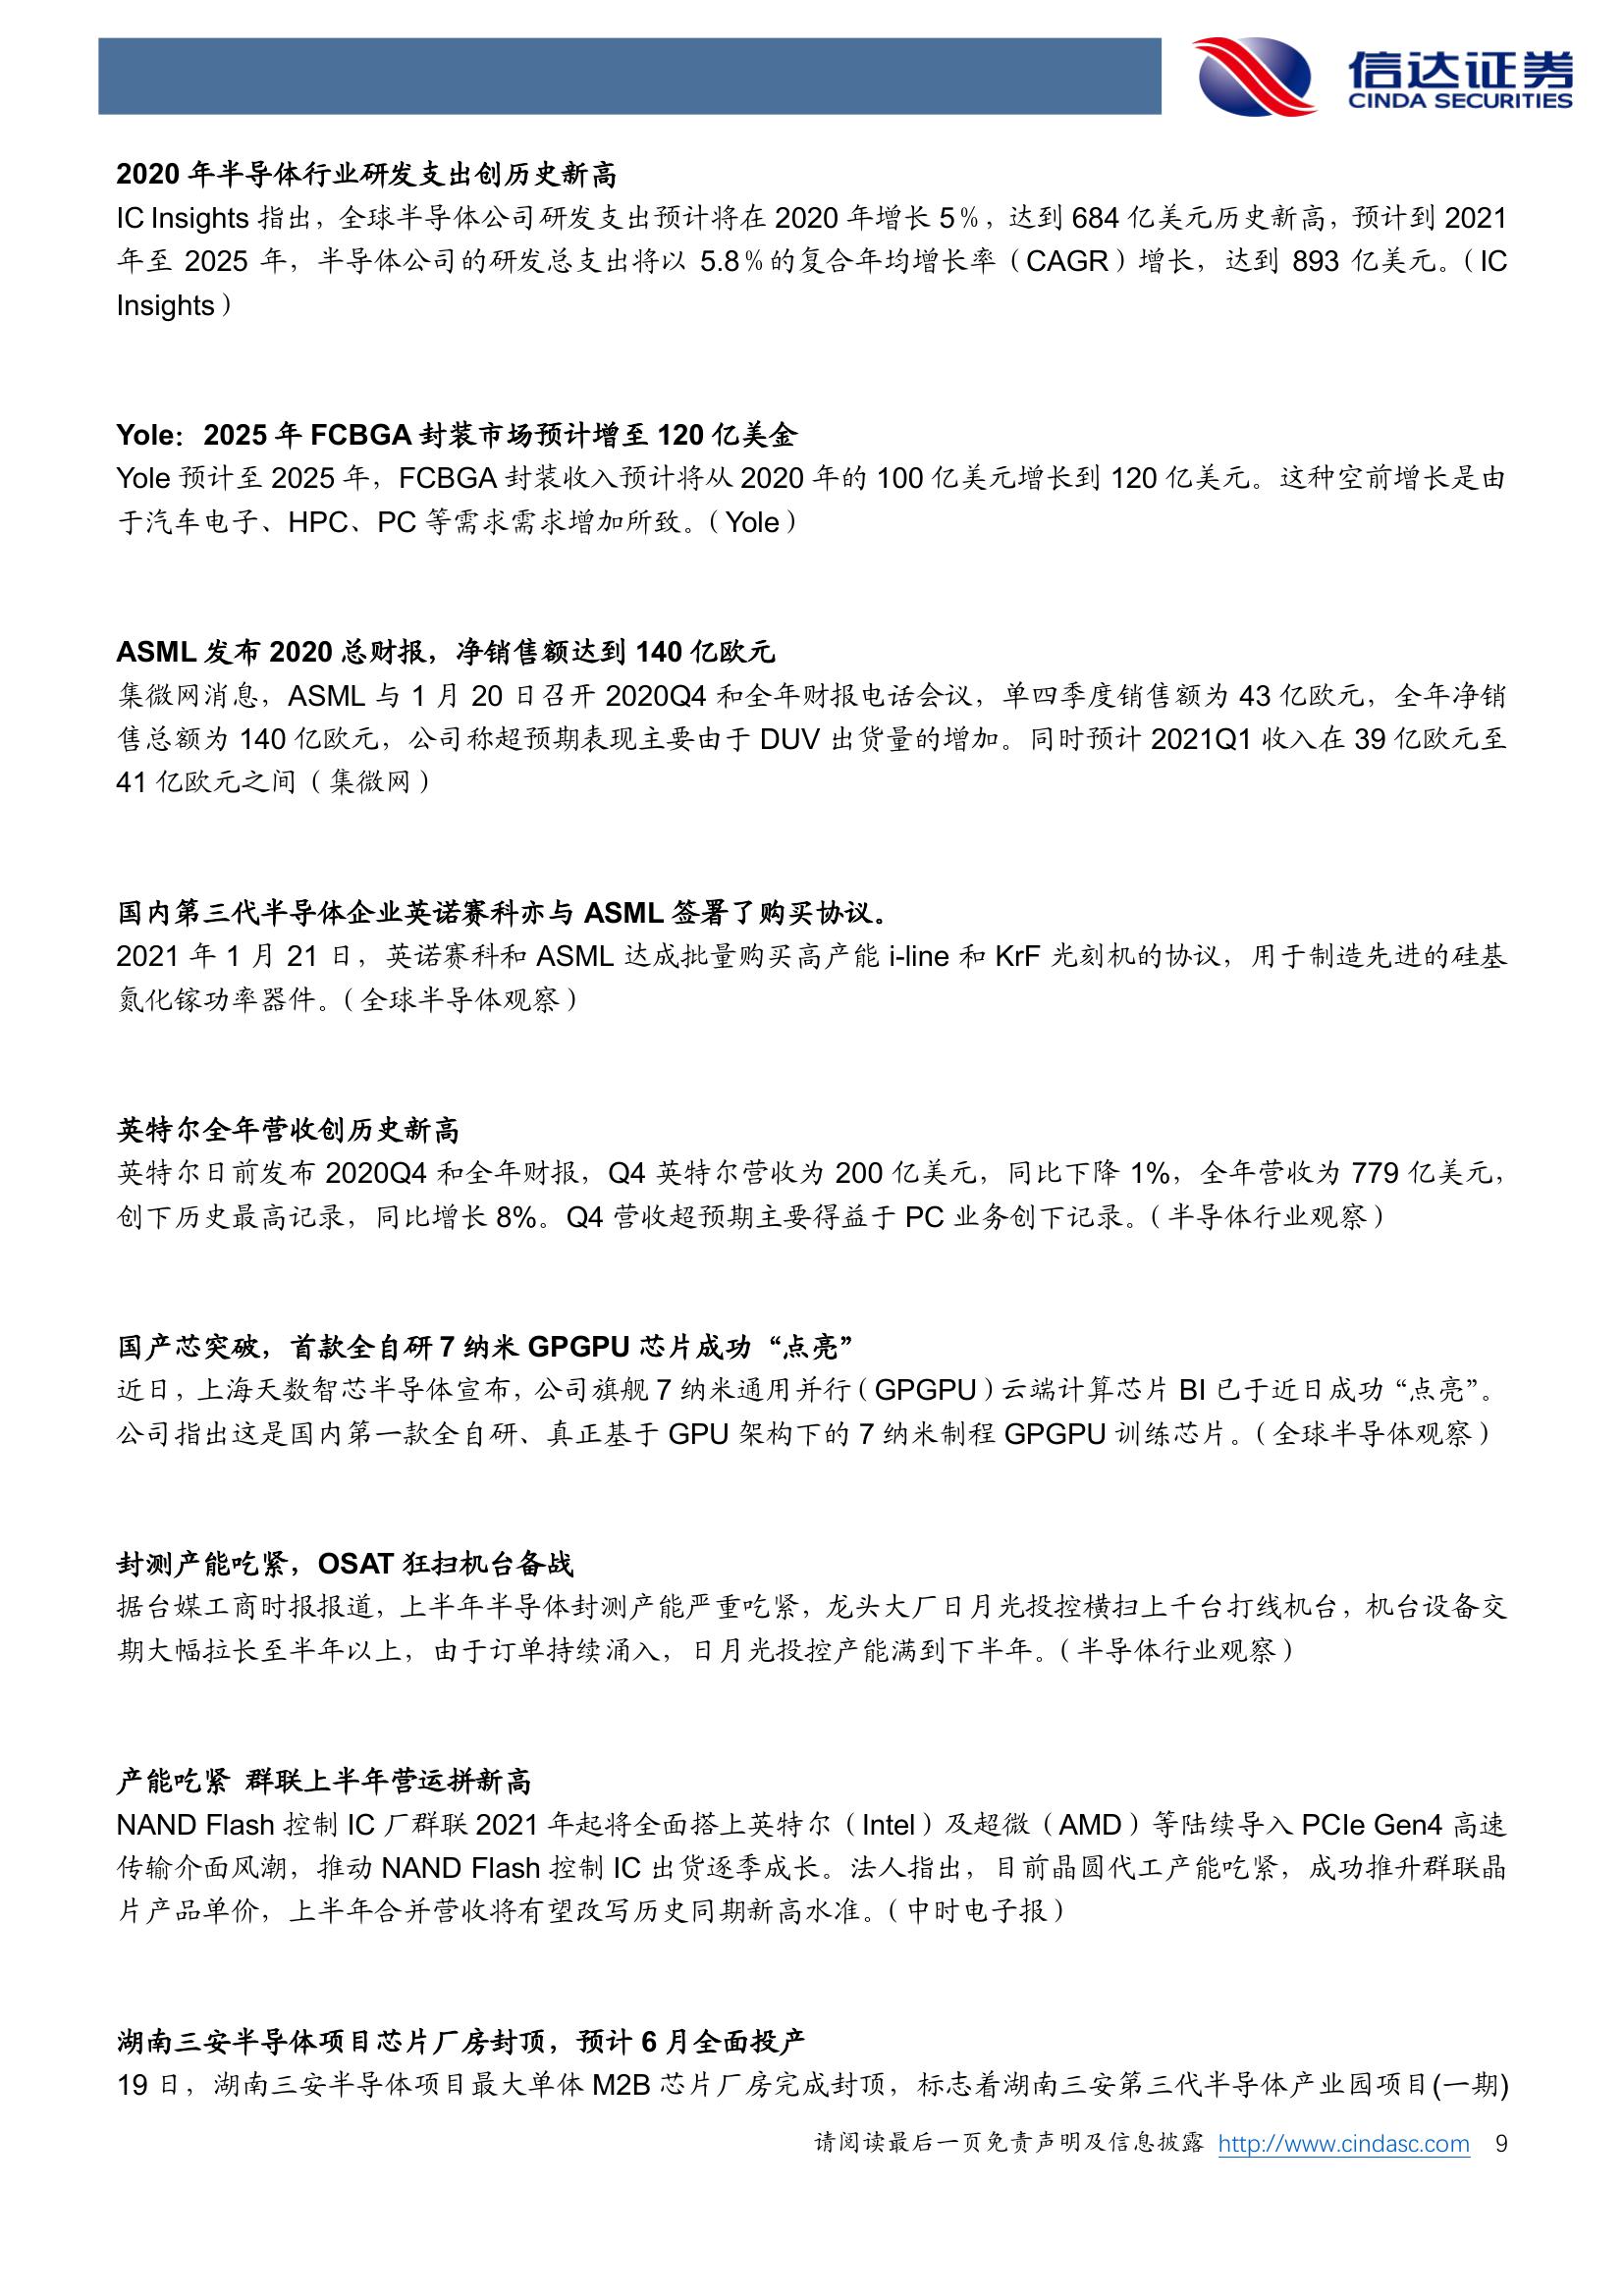 信达证券
CINDA SECURITIES
2020 年半导体行业研发支出创历史新高
IC Insights 指出，全球半导体公司研发支出预计将在 2020 年增长 5％，达到 684 亿美元历史新高，预计到 2021
年至 2025 年，半导体公司的研发总支出将以 5.8％的复合年均增长率（CAGR）增长，达到 893 亿美元。（IC
Insights）
Yole：2025 年 FCBGA 封装市场预计增至 120 亿美金
Yole 预计至 2025 年，FCBGA 封装收入预计将从 2020 年的 100 亿美元增长到 120 亿美元。这种空前增长是由
于汽车电子、HPC、PC 等需求需求增加所致。（Yole）
ASML 发布 2020 总财报，净销售额达到 140 亿欧元
集微网消息，ASML 与 1 月 20 日召开 2020Q4 和全年财报电话会议，单四季度销售额为 43 亿欧元，全年净销
售总额为 140 亿欧元，公司称超预期表现主要由于 DUV 出货量的增加。同时预计 2021Q1 收入在 39 亿欧元至
41 亿欧元之间（集微网）
国内第三代半导体企业英诺赛科亦与 ASML 签署了购买协议。
2021 年 1 月 21 日，英诺赛科和 ASML 达成批量购买高产能 i-line 和 KrF 光刻机的协议，用于制造先进的硅基
氮化镓功率器件。（全球半导体观察）
英特尔全年营收创历史新高
英特尔日前发布 2020Q4 和全年财报，Q4 英特尔营收为 200 亿美元，同比下降 1%，全年营收为 779 亿美元，
创下历史最高记录，同比增长 8%。Q4 营收超预期主要得益于 PC 业务创下记录。（半导体行业观察）
国产芯突破，首款全自研 7 纳米 GPGPU 芯片成功“点亮”
近日，上海天数智芯半导体宣布，公司旗舰 7 纳米通用并行（GPGPU）云端计算芯片 BI 已于近日成功“点亮”。
公司指出这是国内第一款全自研、真正基于 GPU 架构下的 7 纳米制程 GPGPU 训练芯片。（全球半导体观察）
封测产能吃紧，OSAT 狂扫机台备战
据台媒工商时报报道，上半年半导体封测产能严重吃紧，龙头大厂日月光投控横扫上千台打线机台，机台设备交
期大幅拉长至半年以上，由于订单持续涌入，日月光投控产能满到下半年。（半导体行业观察）
产能吃紧 群联上半年营运拼新高
NAND Flash 控制 IC 厂群联 2021 年起将全面搭上英特尔（Intel）及超微（AMD）等陆续导入 PCIe Gen4 高速
传输介面风潮，推动 NAND Flash 控制 IC 出货逐季成长。法人指出，目前晶圆代工产能吃紧，成功推升群联晶
片产品单价，上半年合并营收将有望改写历史同期新高水准。（中时电子报）
湖南三安半导体项目芯片厂房封顶，预计 6 月全面投产
19 日，湖南三安半导体项目最大单体 M2B 芯片厂房完成封顶，标志着湖南三安第三代半导体产业园项目(一期)
请阅读最后一页免责声明及信息披露 http://www.cindasc.com 9